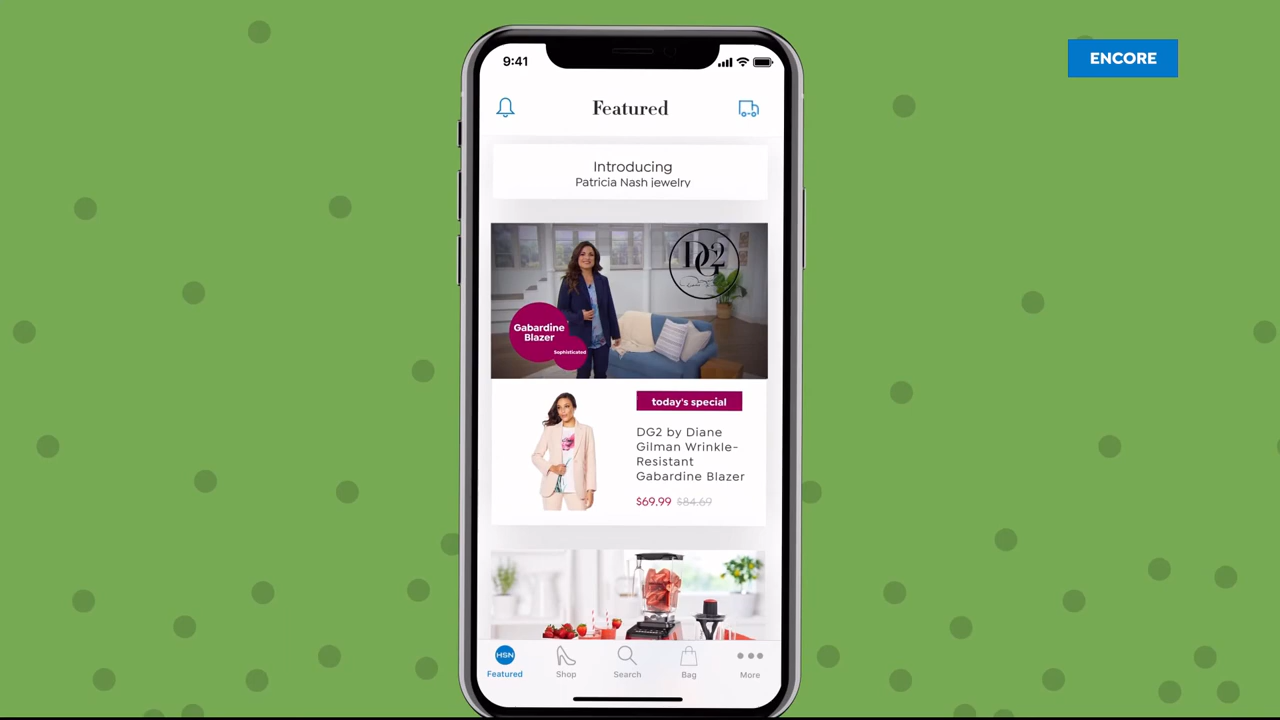 ENCORE
9:41
Featured
Introducing
Patricia Nash jewelry
DG2
Gabardine
Blazer
Sophisticated
today's special
DG2 by Diane
Gilman Wrinkle-
Resistant
Gabardine Blazer
$69.99 $84.69
HSN
Featured
Shop
Search
Bag
More